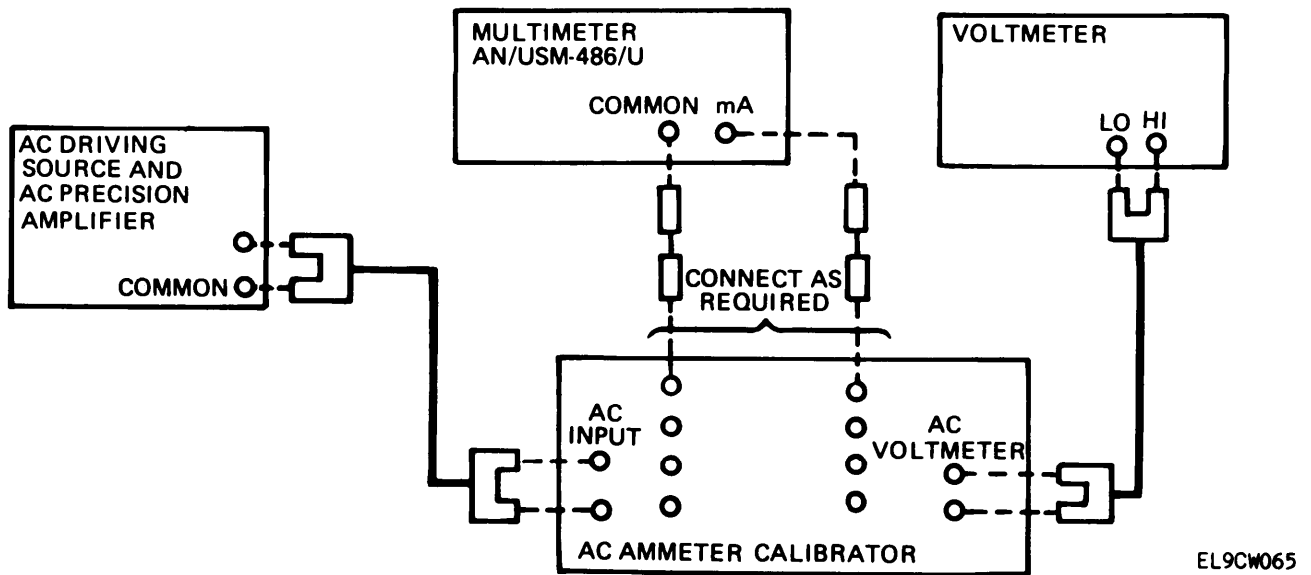 MULTIMETER
AN/USM-486/U
COMMON mA
VOLTMETER
LO HI
AC DRIVING
SOURCE AND
AC PRECISION
AMPLIFIER
COMMON
CONNECT AS
REQUIRED
AC
INPUT
AC
VOLTMETER
AC AMMETER CALIBRATOR
EL9CW065